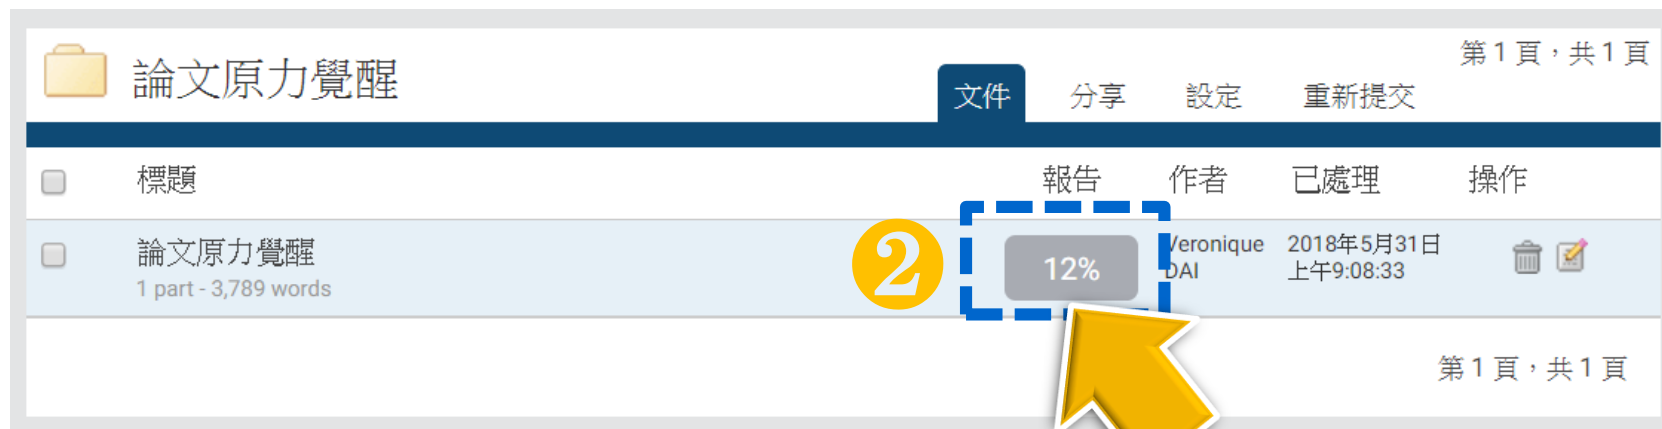 第 1 頁，共 1 頁
論文原力覺醒
文件 分享 設定 重新提交
標題 報告 作者 已處理 操作
論文原力覺醒
1 part - 3,789 words
2
12%
Veronique
DAI
2018年5月31日
上午9:08:33
第 1 頁，共 1 頁